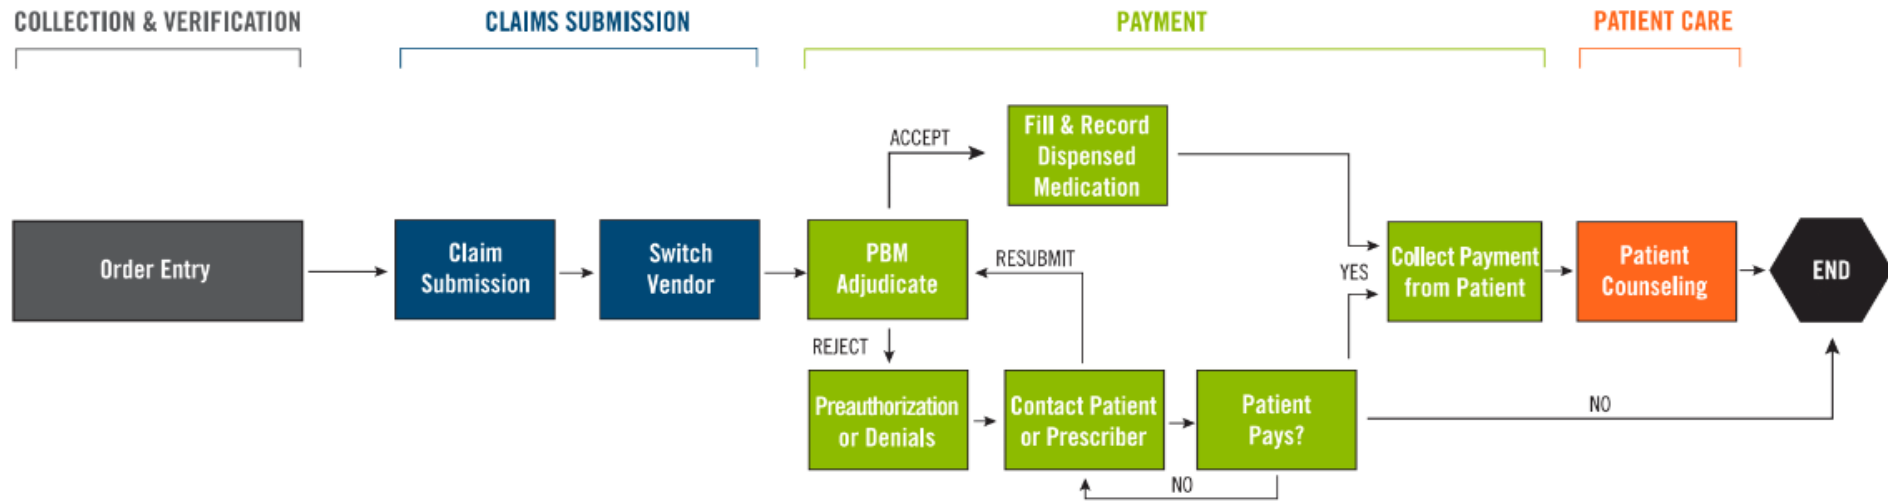 COLLECTION & VERIFICATION
CLAIMS SUBMISSION
PAYMENT
PATIENT CARE
Order Entry
Claim
Submission
Switch
Vendor
PBM
Adjudicate
ACCEPT
Fill & Record
Dispensed
Medication
REJECT
RESUBMIT
Preauthorization
or Denials
Contact Patient
or Prescriber
Patient
Pays?
NO
YES
NO
Collect Payment
from Patient
Patient
Counseling
END